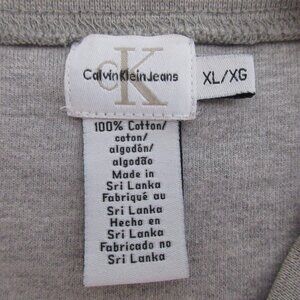 cK
Calvin Klein Jeans
XL/XG
100% Cotton/
coton/
algodón/
algodão
Made in
Sri Lanka
Fabriqué au
Sri Lanka
Hecho en
Sri Lanka
Fabricado no
Sri Lanka